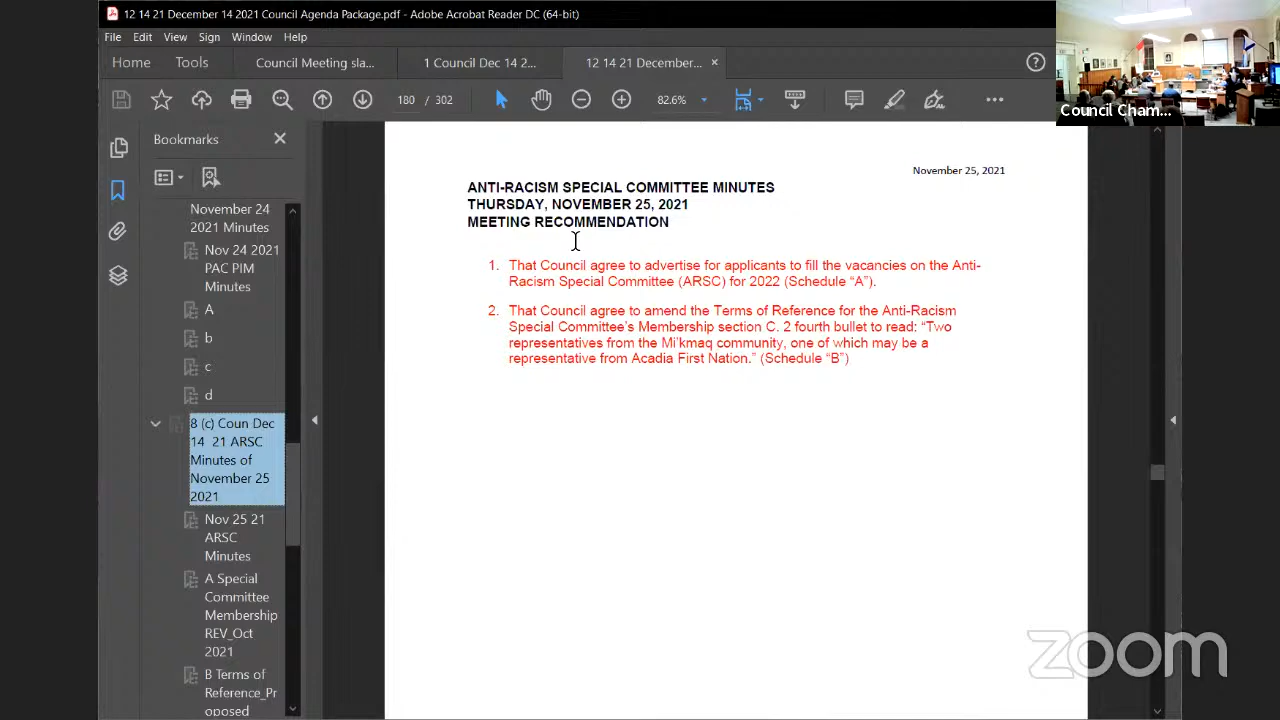 12 14 21 December 14 2021 Council Agenda Package.pdf - Adobe Acrobat Reader DC (64-bit)
File Edit View Sign Window Help
Home Tools Council Meeting sla... 1 Council Dec 14 2... 12 14 21 December... ×
180 / 302 82.6%
Council Cham...
Bookmarks
November 24
2021 Minutes
Nov 24 2021
PAC PIM
Minutes
A
b
c
d
8 (c) Coun Dec
14 21 ARSC
Minutes of
November 25
2021
Nov 25 21
ARSC
Minutes
A Special
Committee
Membership
REV_Oct
2021
B Terms of
Reference_Pr
oposed
November 25, 2021
ANTI-RACISM SPECIAL COMMITTEE MINUTES
THURSDAY, NOVEMBER 25, 2021
MEETING RECOMMENDATION
1. That Council agree to advertise for applicants to fill the vacancies on the Anti-
Racism Special Committee (ARSC) for 2022 (Schedule “A”).
2. That Council agree to amend the Terms of Reference for the Anti-Racism
Special Committee’s Membership section C. 2 fourth bullet to read: “Two
representatives from the Mi’kmaq community, one of which may be a
representative from Acadia First Nation.” (Schedule “B”)
zoom